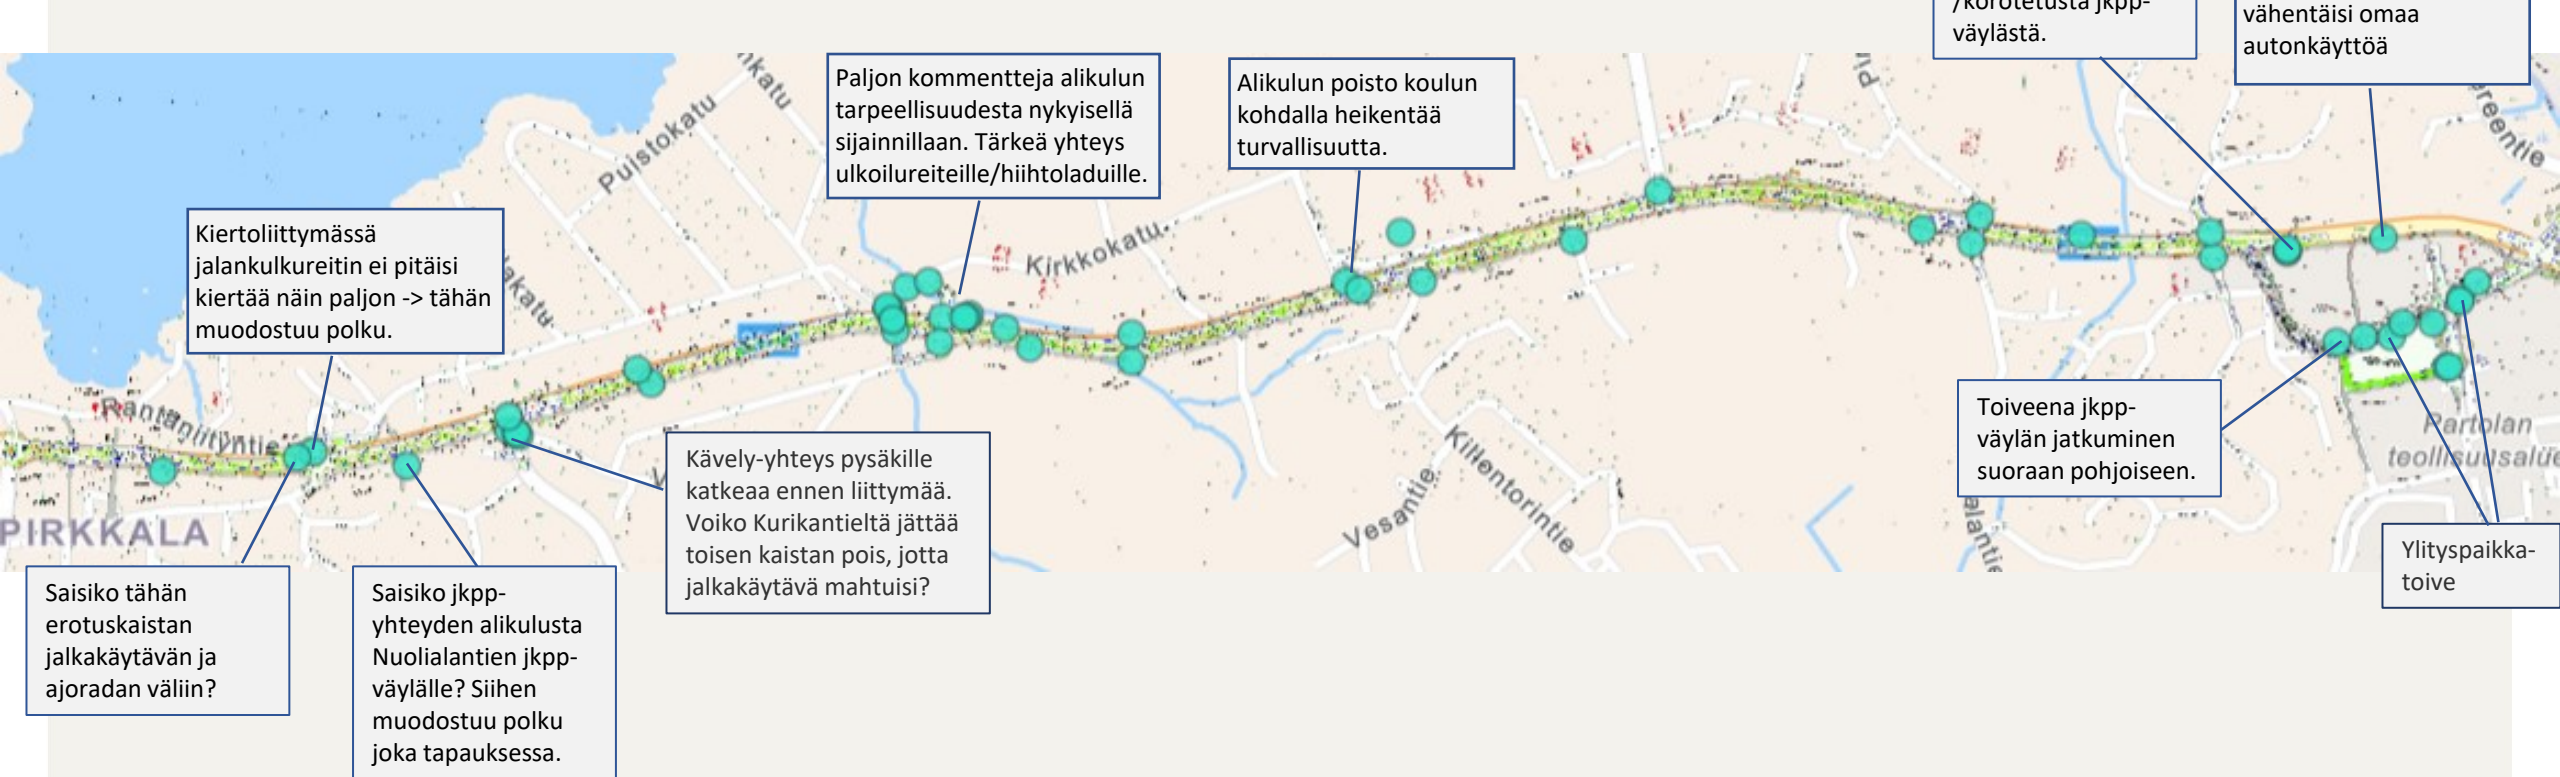 /korotetusta jkpp-
väylästä.
vähentäisi omaa
autonkäyttöä
Paljon kommentteja alikulun
tarpeellisuudesta nykyisellä
sijainnillaan. Tärkeä yhteys
ulkoilureiteille/hiihtoladuille.
Alikulun poisto koulun
kohdalla heikentää
turvallisuutta.
Kiertoliittymässä
jalankulkureitin ei pitäisi
kiertää näin paljon -> tähän
muodostuu polku.
Puistokatu
Kirkkokatu
Toiveena jkpp-
väylän jatkuminen
suoraan pohjoiseen.
Partolan
Kävely-yhteys pysäkille
katkeaa ennen liittymää.
Voiko Kurikantieltä jättää
toisen kaistan pois, jotta
jalkakäytävä mahtuisi?
Vesantie
Killontorintie
PIRKKALA
Ylityspaikka-
toive
Saisiko tähän
erotuskaistan
jalkakäytävän ja
ajoradan väliin?
Saisiko jkpp-
yhteyden alikulusta
Nuolialantien jkpp-
väylälle? Siihen
muodostuu polku
joka tapauksessa.